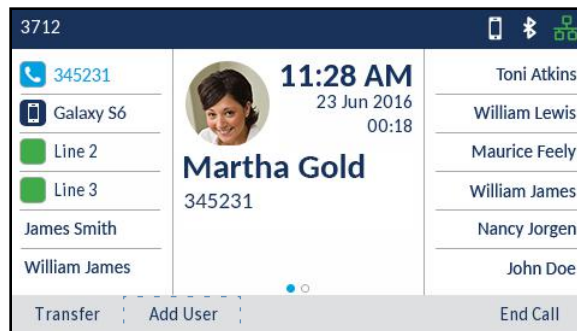 3712
345231
Galaxy S6
Line 2
Line 3
James Smith
William James
11:28 AM
23 Jun 2016
00:18
Martha Gold
345231
Toni Atkins
William Lewis
Maurice Feely
William James
Nancy Jorgen
John Doe
Transfer
Add User
End Call